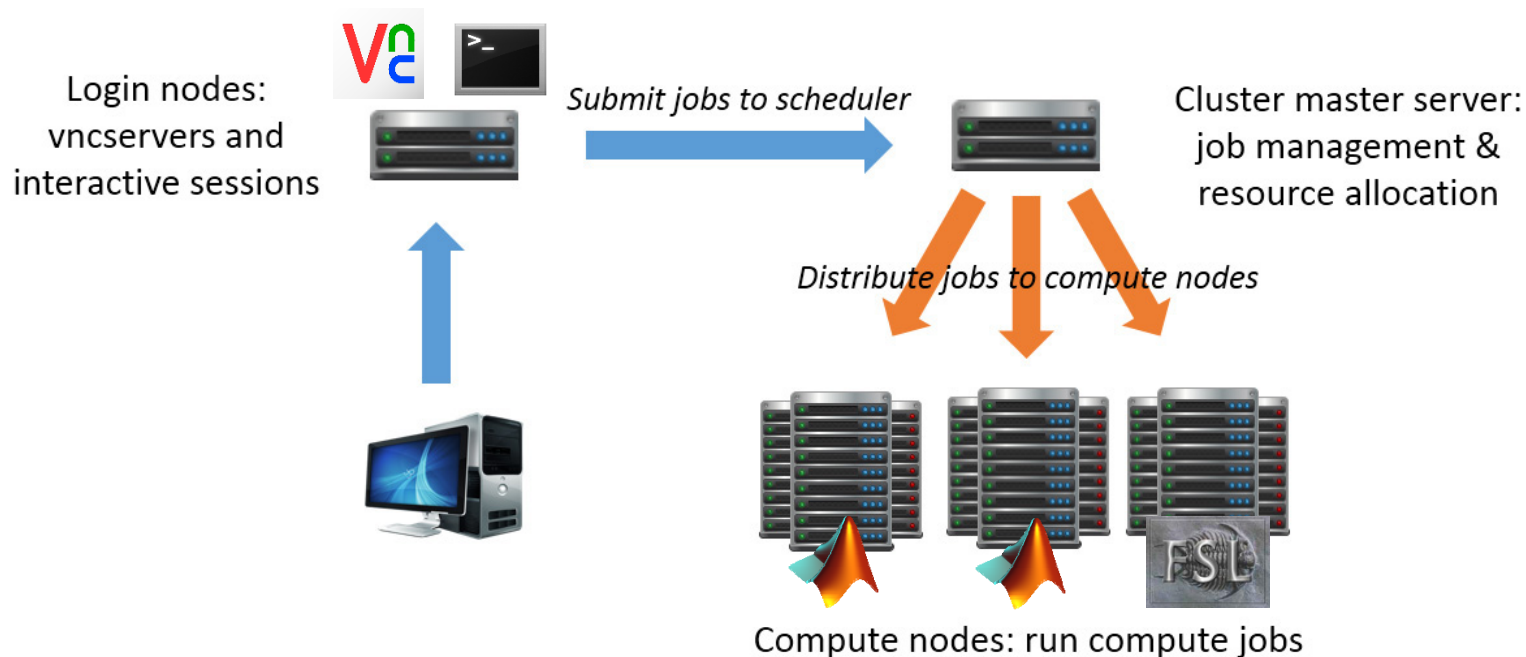 Vnc
>_
Login nodes:
vncservers and
interactive sessions
Submit jobs to scheduler
Cluster master server:
job management &
resource allocation
Distribute jobs to compute nodes
FSL
Compute nodes: run compute jobs